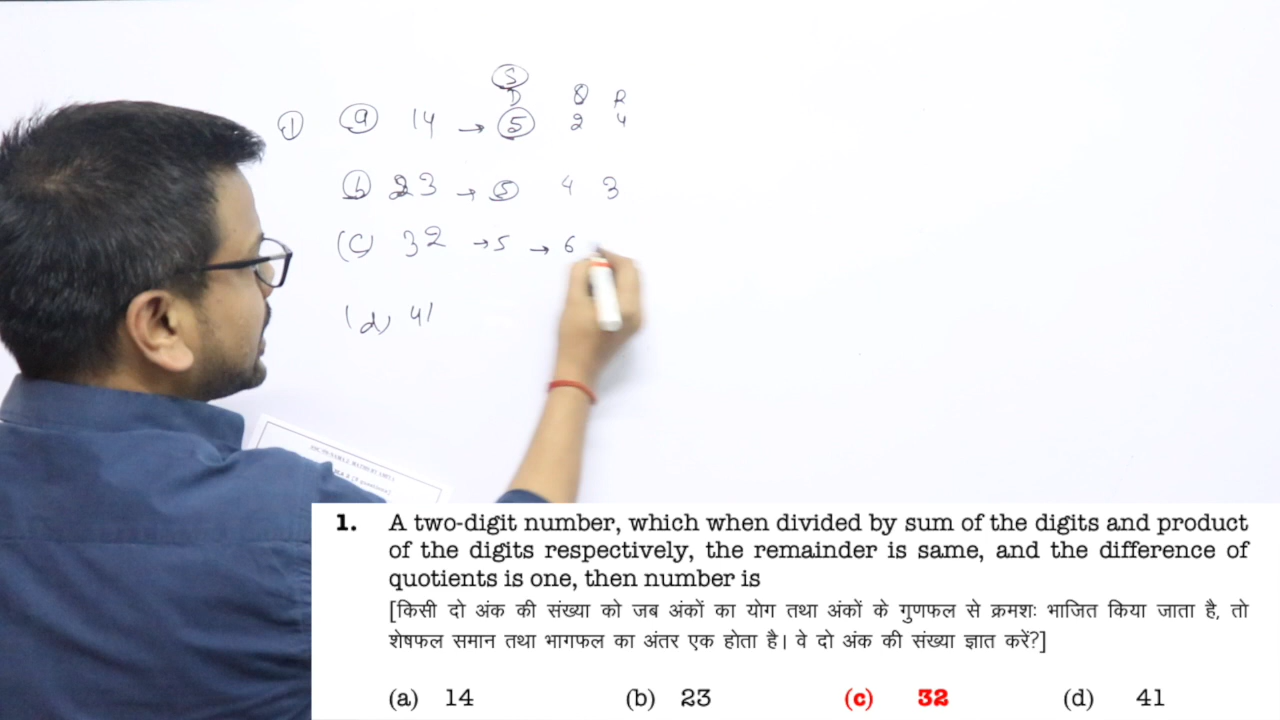 S
D Q R
① ⓐ 14 → 5 2 4
ⓑ 23 → 5 4 3
(c) 32 → 5 → 6
(d) 41
1. A two-digit number, which when divided by sum of the digits and product
of the digits respectively, the remainder is same, and the difference of
quotients is one, then number is
[किसी दो अंक की संख्या को जब अंकों का योग तथा अंकों के गुणफल से क्रमशः भाजित किया जाता है, तो
शेषफल समान तथा भागफल का अंतर एक होता है। वे दो अंक की संख्या ज्ञात करें?]
(a) 14 (b) 23 (c) 32 (d) 41